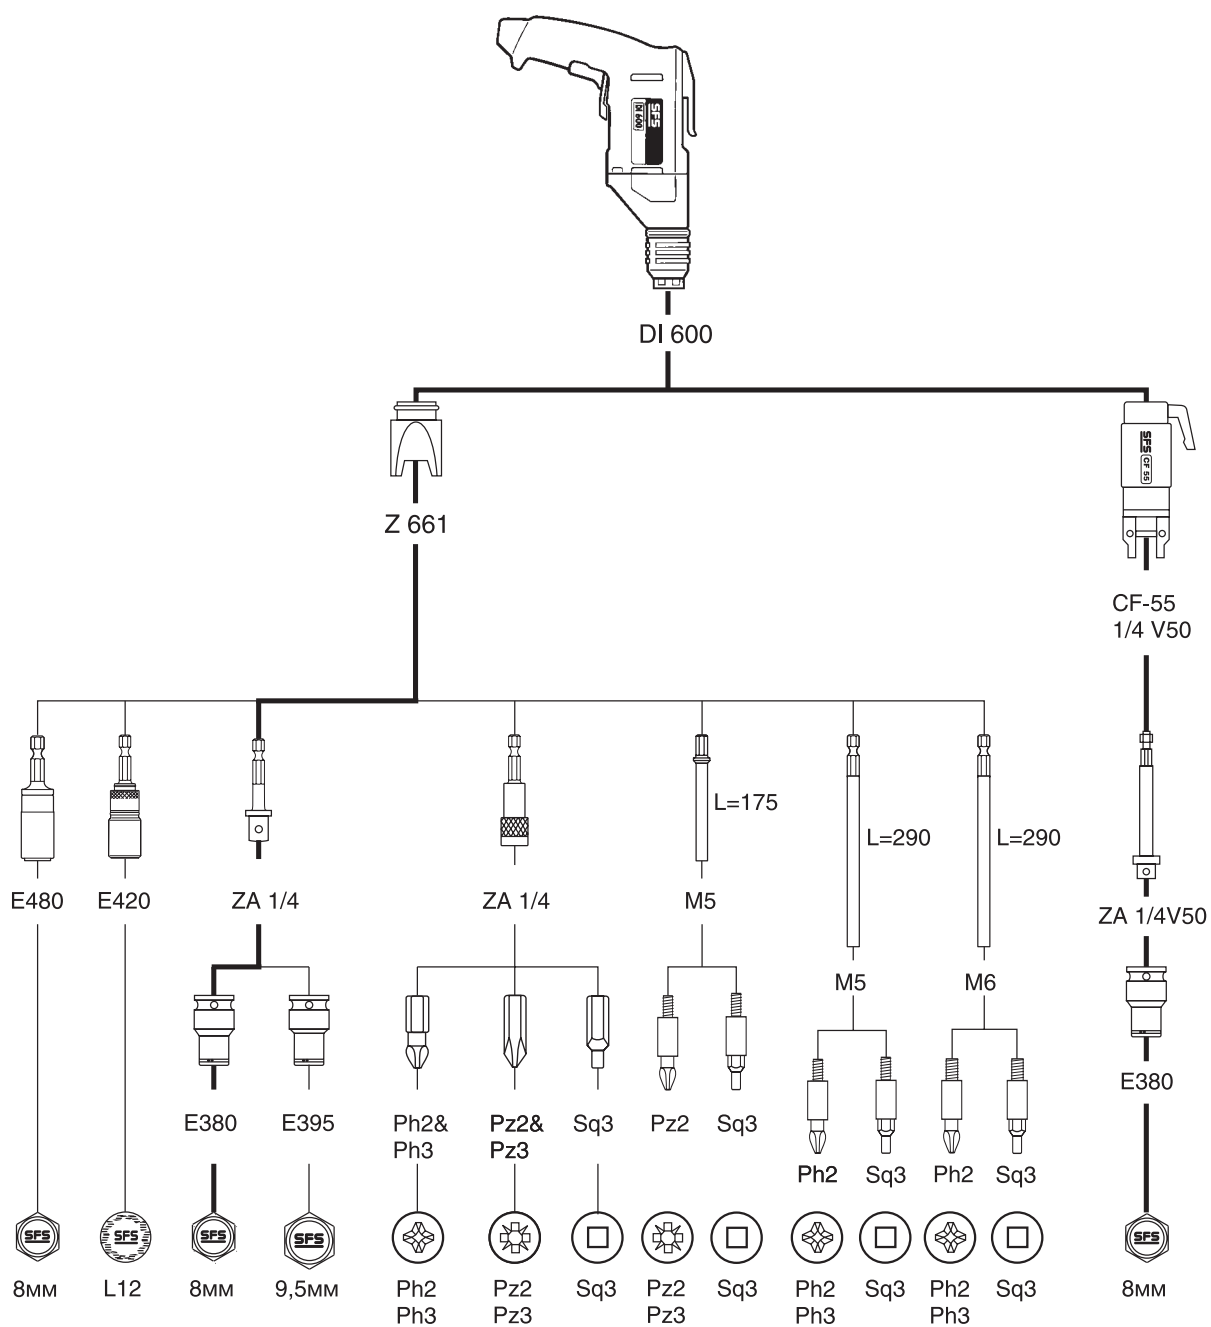 SFS
DI 600
DI 600
SFS
CF 55
Z 661
CF-55
1/4 V50
L=175
L=290
L=290
E480
E420
ZA 1/4
ZA 1/4
M5
ZA 1/4V50
M5
M6
E380
E380
E395
Ph2&
Ph3
Pz2&
Pz3
Sq3
Pz2
Sq3
Ph2
Sq3
Ph2
Sq3
SFS
SFS
SFS
SFS
SFS
8мм
L12
8мм
9,5мм
Ph2
Ph3
Pz2
Pz3
Sq3
Pz2
Pz3
Sq3
Ph2
Ph3
Sq3
Ph2
Ph3
Sq3
8мм